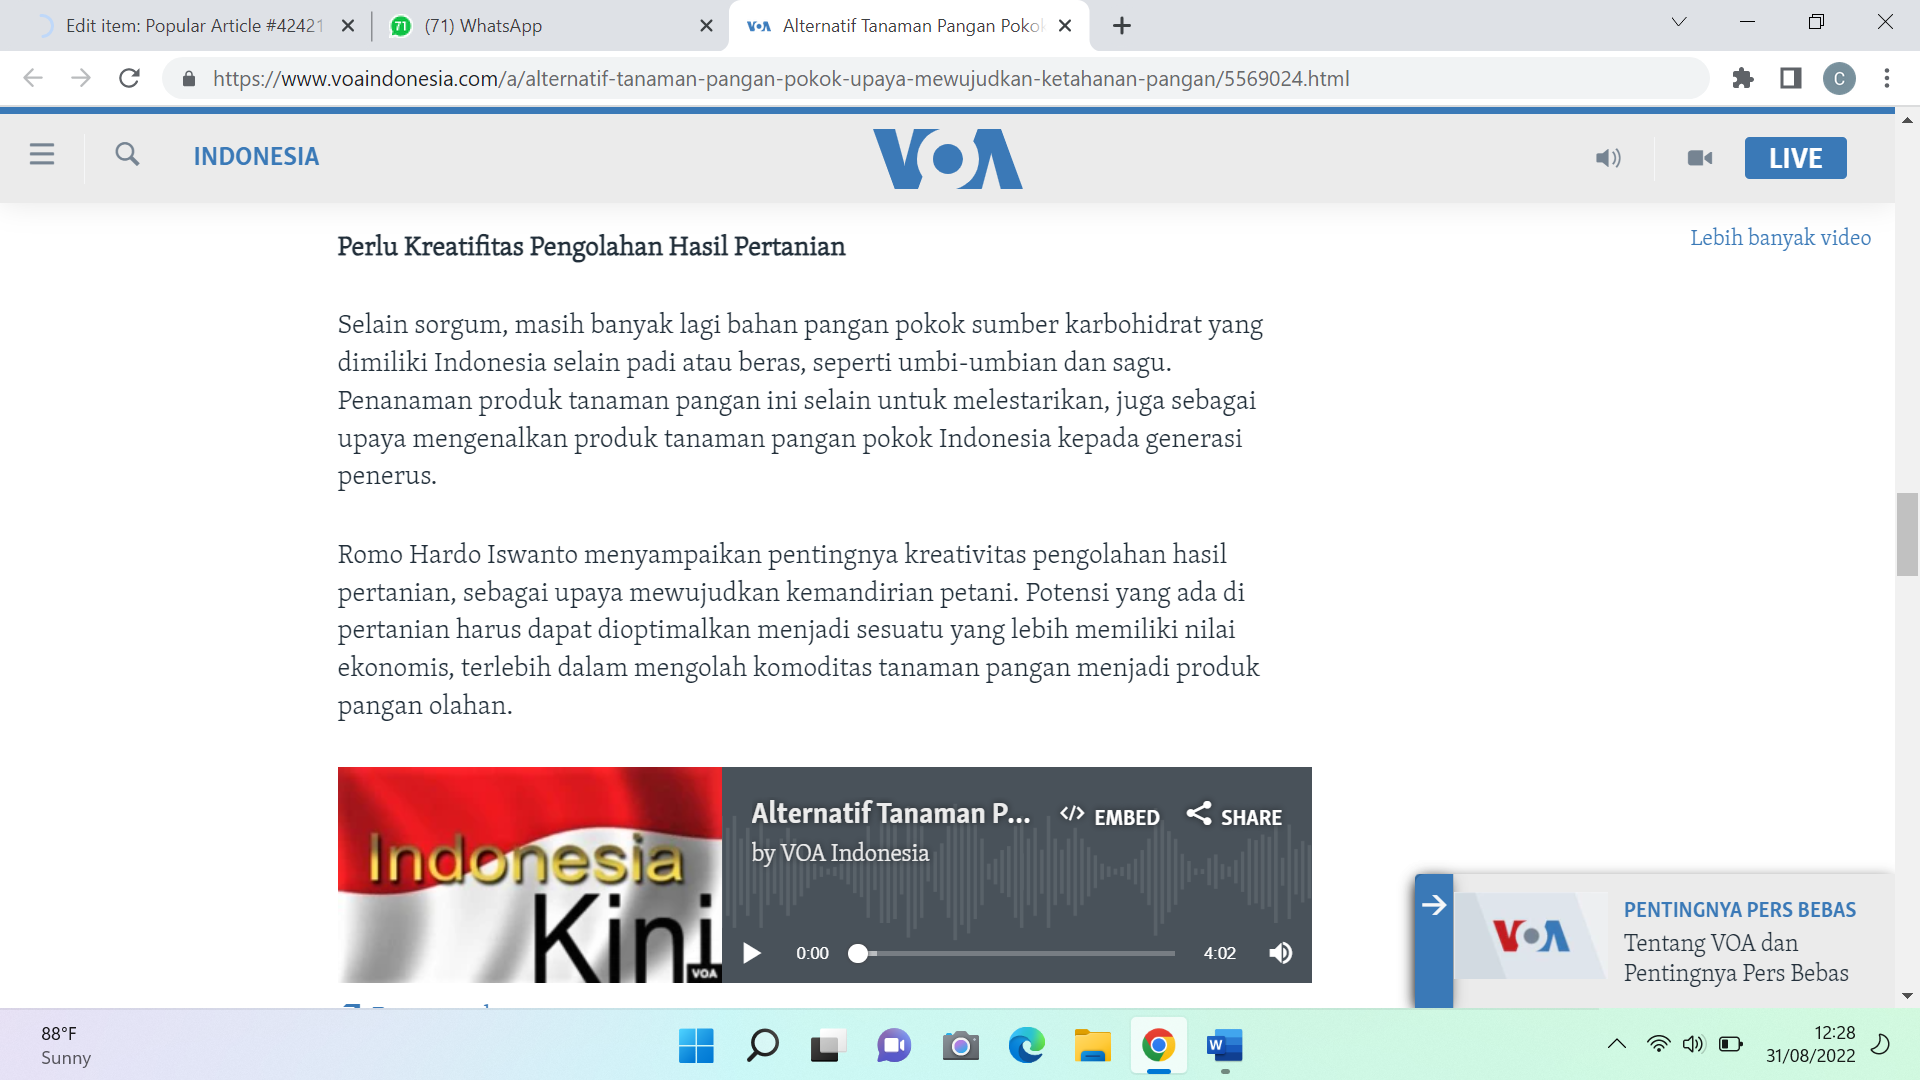 Edit item: Popular Article #42421
(71) WhatsApp
Alternatif Tanaman Pangan Pokok
https://www.voaindonesia.com/a/alternatif-tanaman-pangan-pokok-upaya-mewujudkan-ketahanan-pangan/5569024.html
C
INDONESIA
VOA
LIVE
Lebih banyak video
Perlu Kreatifitas Pengolahan Hasil Pertanian
Selain sorgum, masih banyak lagi bahan pangan pokok sumber karbohidrat yang
dimiliki Indonesia selain padi atau beras, seperti umbi-umbian dan sagu.
Penanaman produk tanaman pangan ini selain untuk melestarikan, juga sebagai
upaya mengenalkan produk tanaman pangan pokok Indonesia kepada generasi
penerus.
Romo Hardo Iswanto menyampaikan pentingnya kreativitas pengolahan hasil
pertanian, sebagai upaya mewujudkan kemandirian petani. Potensi yang ada di
pertanian harus dapat dioptimalkan menjadi sesuatu yang lebih memiliki nilai
ekonomis, terlebih dalam mengolah komoditas tanaman pangan menjadi produk
pangan olahan.
Indonesia
Kini
VOA
Alternatif Tanaman P...
EMBED
SHARE
by VOA Indonesia
0:00
4:02
VOA
PENTINGNYA PERS BEBAS
Tentang VOA dan
Pentingnya Pers Bebas
88°F
Sunny
12:28
31/08/2022